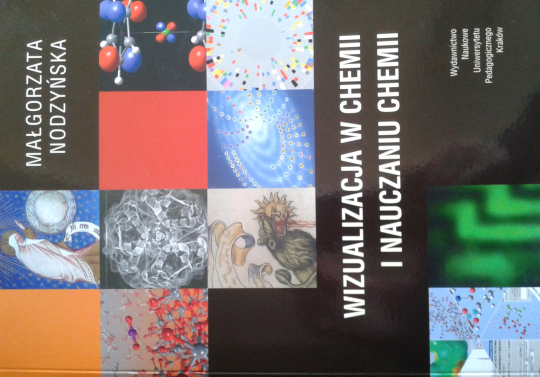 MAŁGORZATA
NODZYŃSKA
WIZUALIZACJA W CHEMII
I NAUCZANIU CHEMII
Wydawnictwo
Naukowe
Uniwersytetu
Pedagogicznego
Kraków